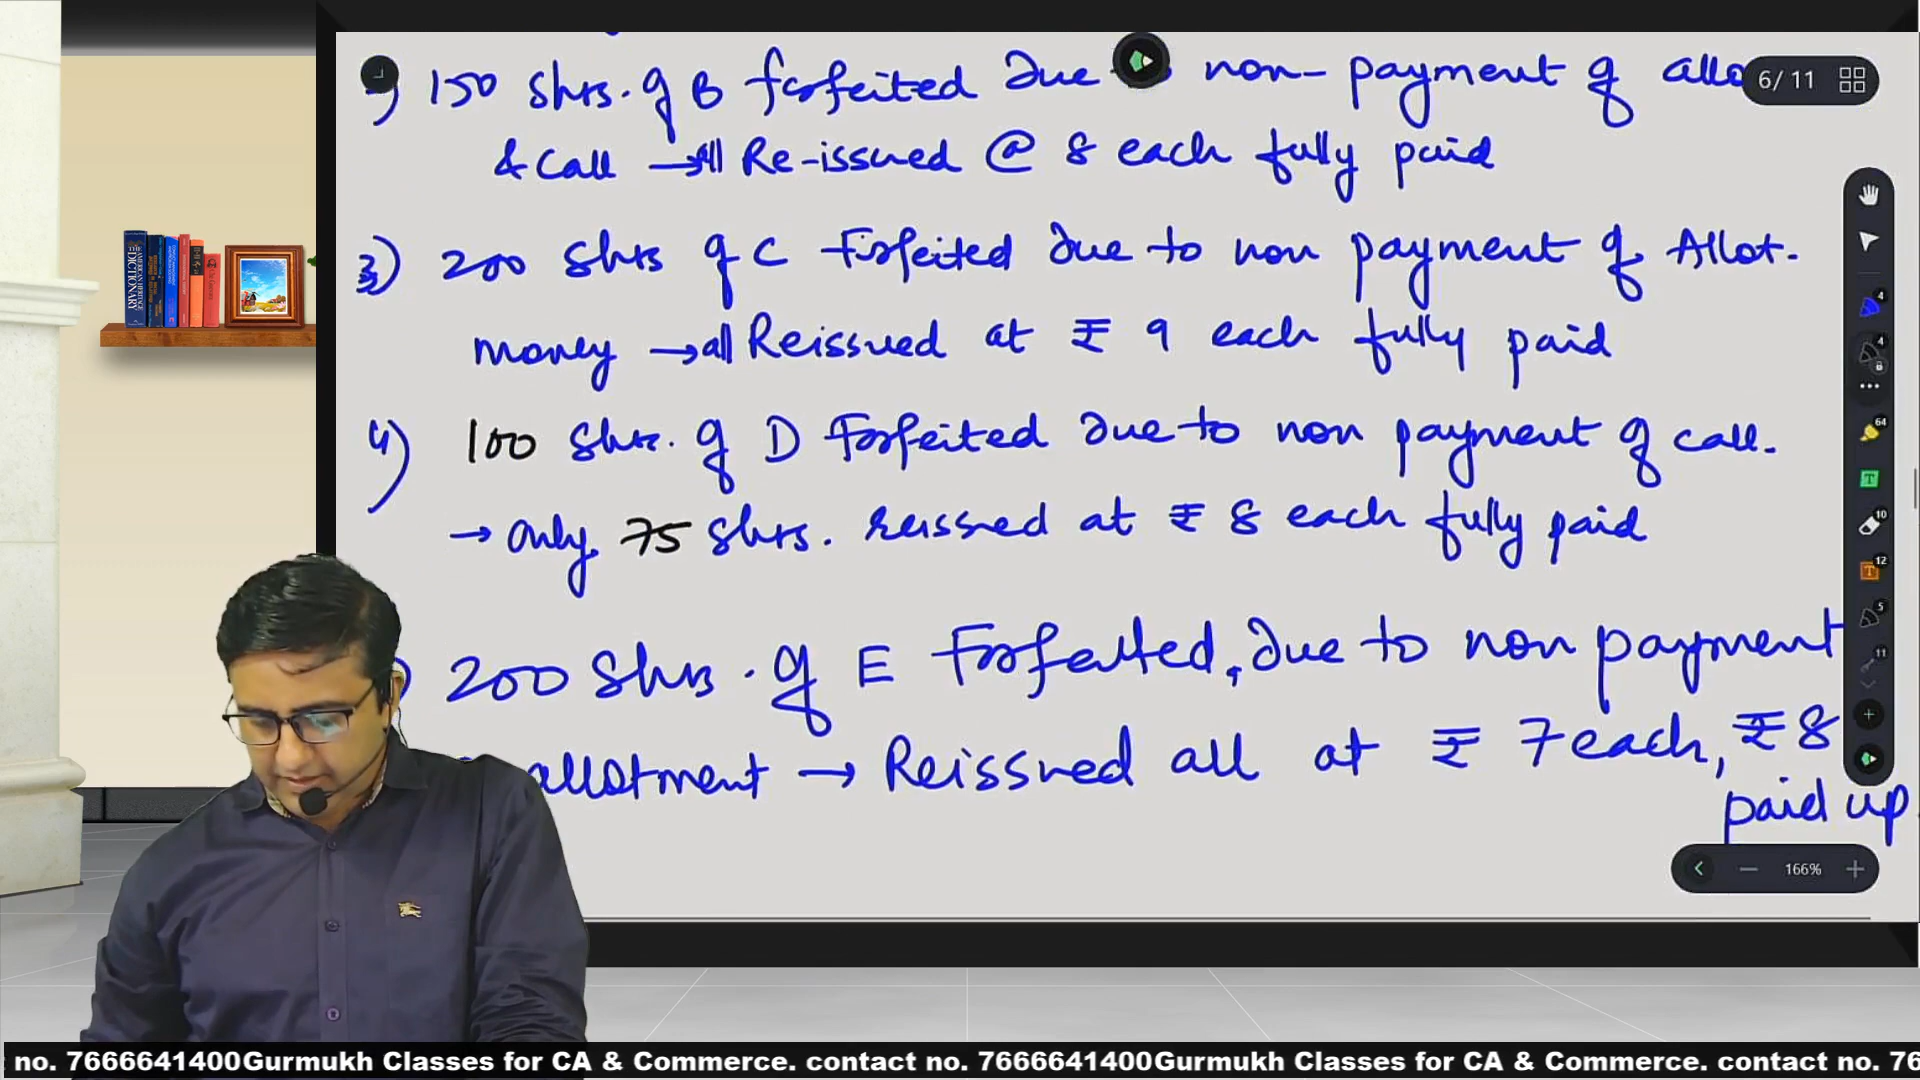 150 shrs. of B forfeited due non-payment of allo
6/ 11
& Call → all Re-issued @ 8 each fully paid
3) 200 Shrs of C Forfeited due to non payment of Allot.
money → all Reissued at ₹ 9 each fully paid
4) 100 Shrs. of D Forfeited due to non payment of call.
→ only 75 shrs. reissued at ₹ 8 each fully paid
200 Shrs. of E Forfeited, due to non payment
allotment → Reissued all at ₹ 7 each, ₹ 8
paid up.
166%
THE AMERICAN HERITAGE DICTIONARY
no. 7666641400Gurmukh Classes for CA & Commerce. contact no. 7666641400Gurmukh Classes for CA & Commerce. contact no. 76